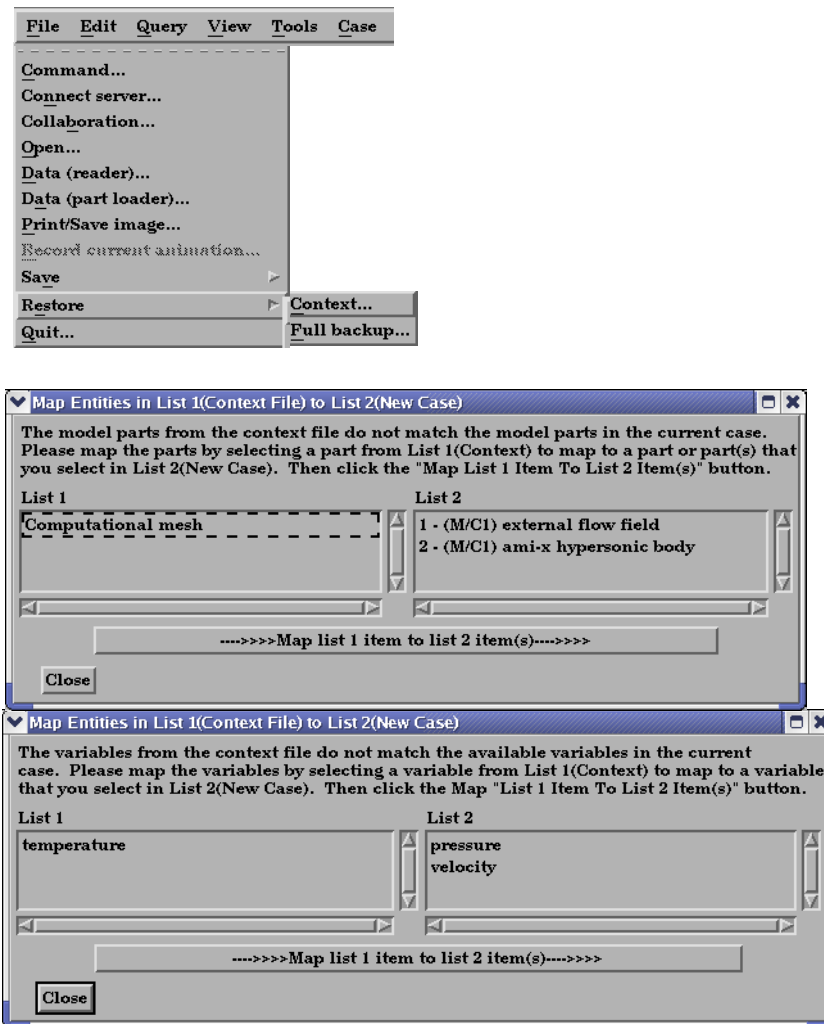 File Edit Query View Tools Case
Command...
Connect server...
Collaboration...
Open...
Data (reader)...
Data (part loader)...
Print/Save image...
Record current animation...
Save
Restore
Context...
Quit...
Full backup...
Map Entities in List 1(Context File) to List 2(New Case)
The model parts from the context file do not match the model parts in the current case.
Please map the parts by selecting a part from List 1(Context) to map to a part or part(s) that
you select in List 2(New Case). Then click the "Map List 1 Item To List 2 Item(s)" button.
List 1
List 2
Computational mesh
1 - (M/C1) external flow field
2 - (M/C1) ami-x hypersonic body
---->>>>Map list 1 item to list 2 item(s)---->>>>
Close
Map Entities in List 1(Context File) to List 2(New Case)
The variables from the context file do not match the available variables in the current
case. Please map the variables by selecting a variable from List 1(Context) to map to a variable
that you select in List 2(New Case). Then click the Map "List 1 Item To List 2 Item(s)" button.
List 1
List 2
temperature
pressure
velocity
---->>>>Map list 1 item to list 2 item(s)---->>>>
Close